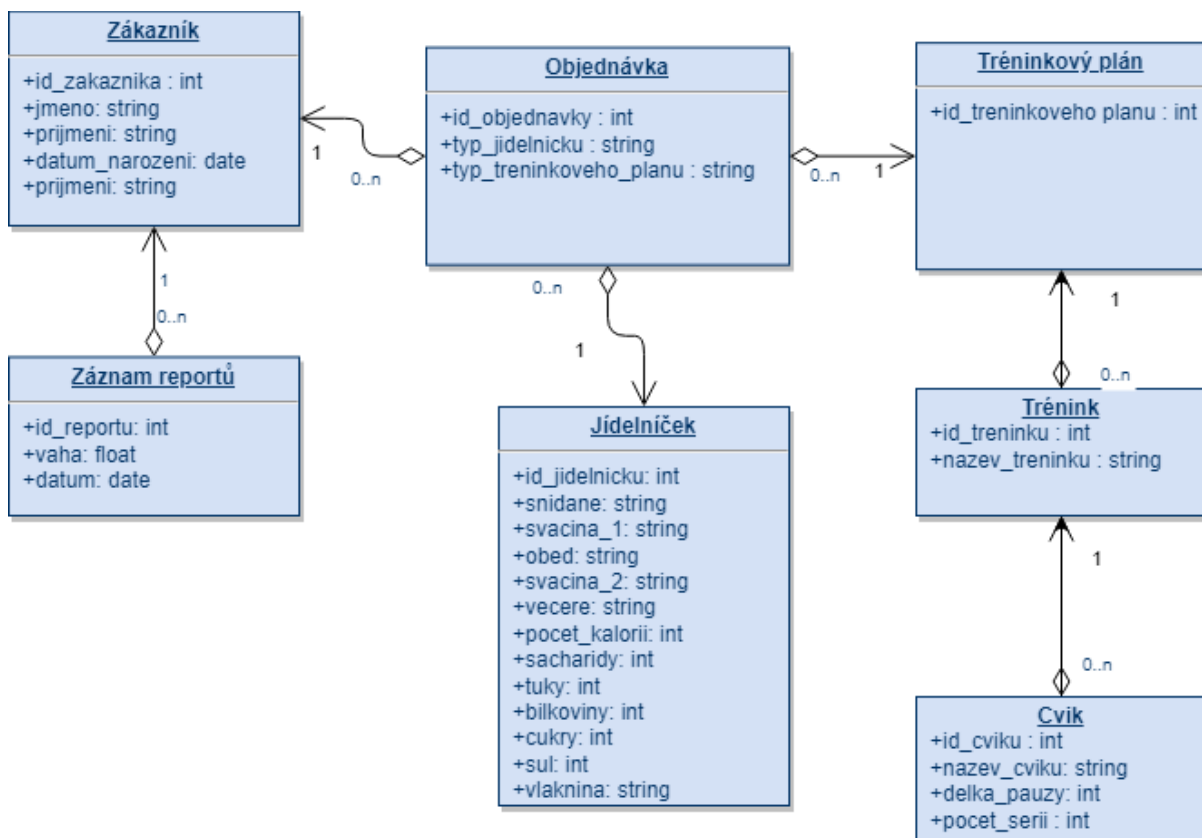 Zákazník
+id_zakaznika : int
+jmeno: string
+prijmeni: string
+datum_narozeni: date
+prijmeni: string
1
0..n
Objednávka
+id_objednavky : int
+typ_jidelnicku : string
+typ_treninkoveho_planu : string
0..n
1
Tréninkový plán
+id_treninkoveho planu : int
1
0..n
Záznam reportů
+id_reportu: int
+vaha: float
+datum: date
0..n
1
Jídelníček
+id_jidelnicku: int
+snidane: string
+svacina_1: string
+obed: string
+svacina_2: string
+vecere: string
+pocet_kalorii: int
+sacharidy: int
+tuky: int
+bilkoviny: int
+cukry: int
+sul: int
+vlaknina: string
1
0..n
Trénink
+id_treninku : int
+nazev_treninku : string
1
0..n
Cvik
+id_cviku : int
+nazev_cviku: string
+delka_pauzy: int
+pocet_serii : int